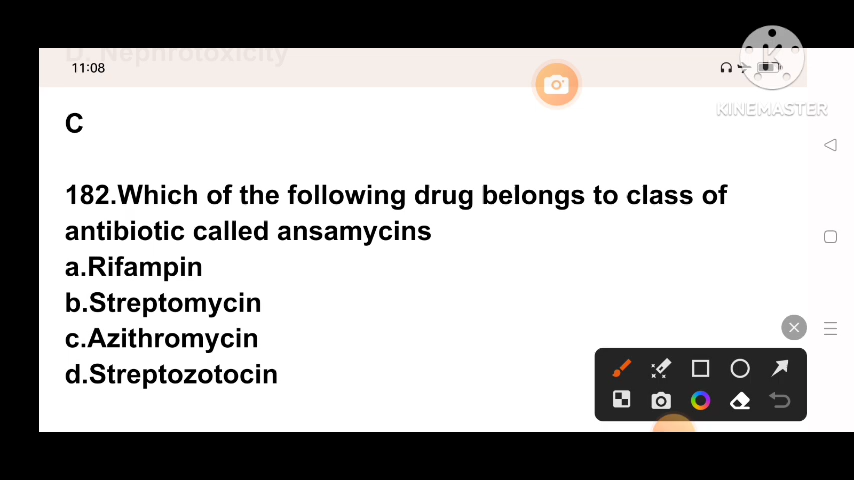 D. Nephrotoxicity
11:08
KINEMASTER
C
182.Which of the following drug belongs to class of
antibiotic called ansamycins
a.Rifampin
b.Streptomycin
c.Azithromycin
d.Streptozotocin